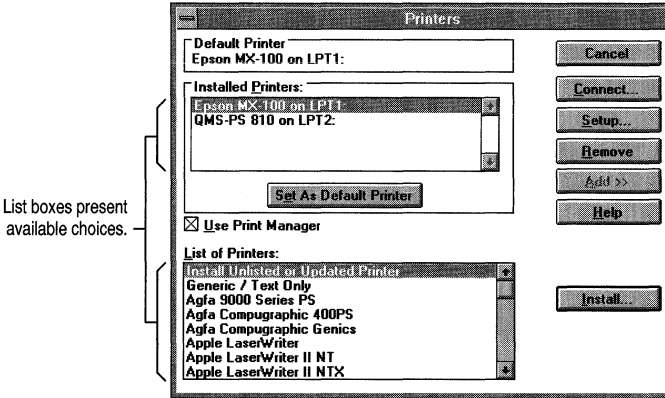 Printers
Default Printer
Epson MX-100 on LPT1:
Cancel
Installed Printers:
Epson MX-100 on LPT1:
QMS-PS 810 on LPT2:
Connect...
Setup...
Remove
Add >>
Help
Set As Default Printer
List boxes present
available choices.
Use Print Manager
List of Printers:
Install Unlisted or Updated Printer
Generic / Text Only
Agfa 9000 Series PS
Agfa Compugraphic 400PS
Agfa Compugraphic Genics
Apple LaserWriter
Apple LaserWriter II NT
Apple LaserWriter II NTX
Install...